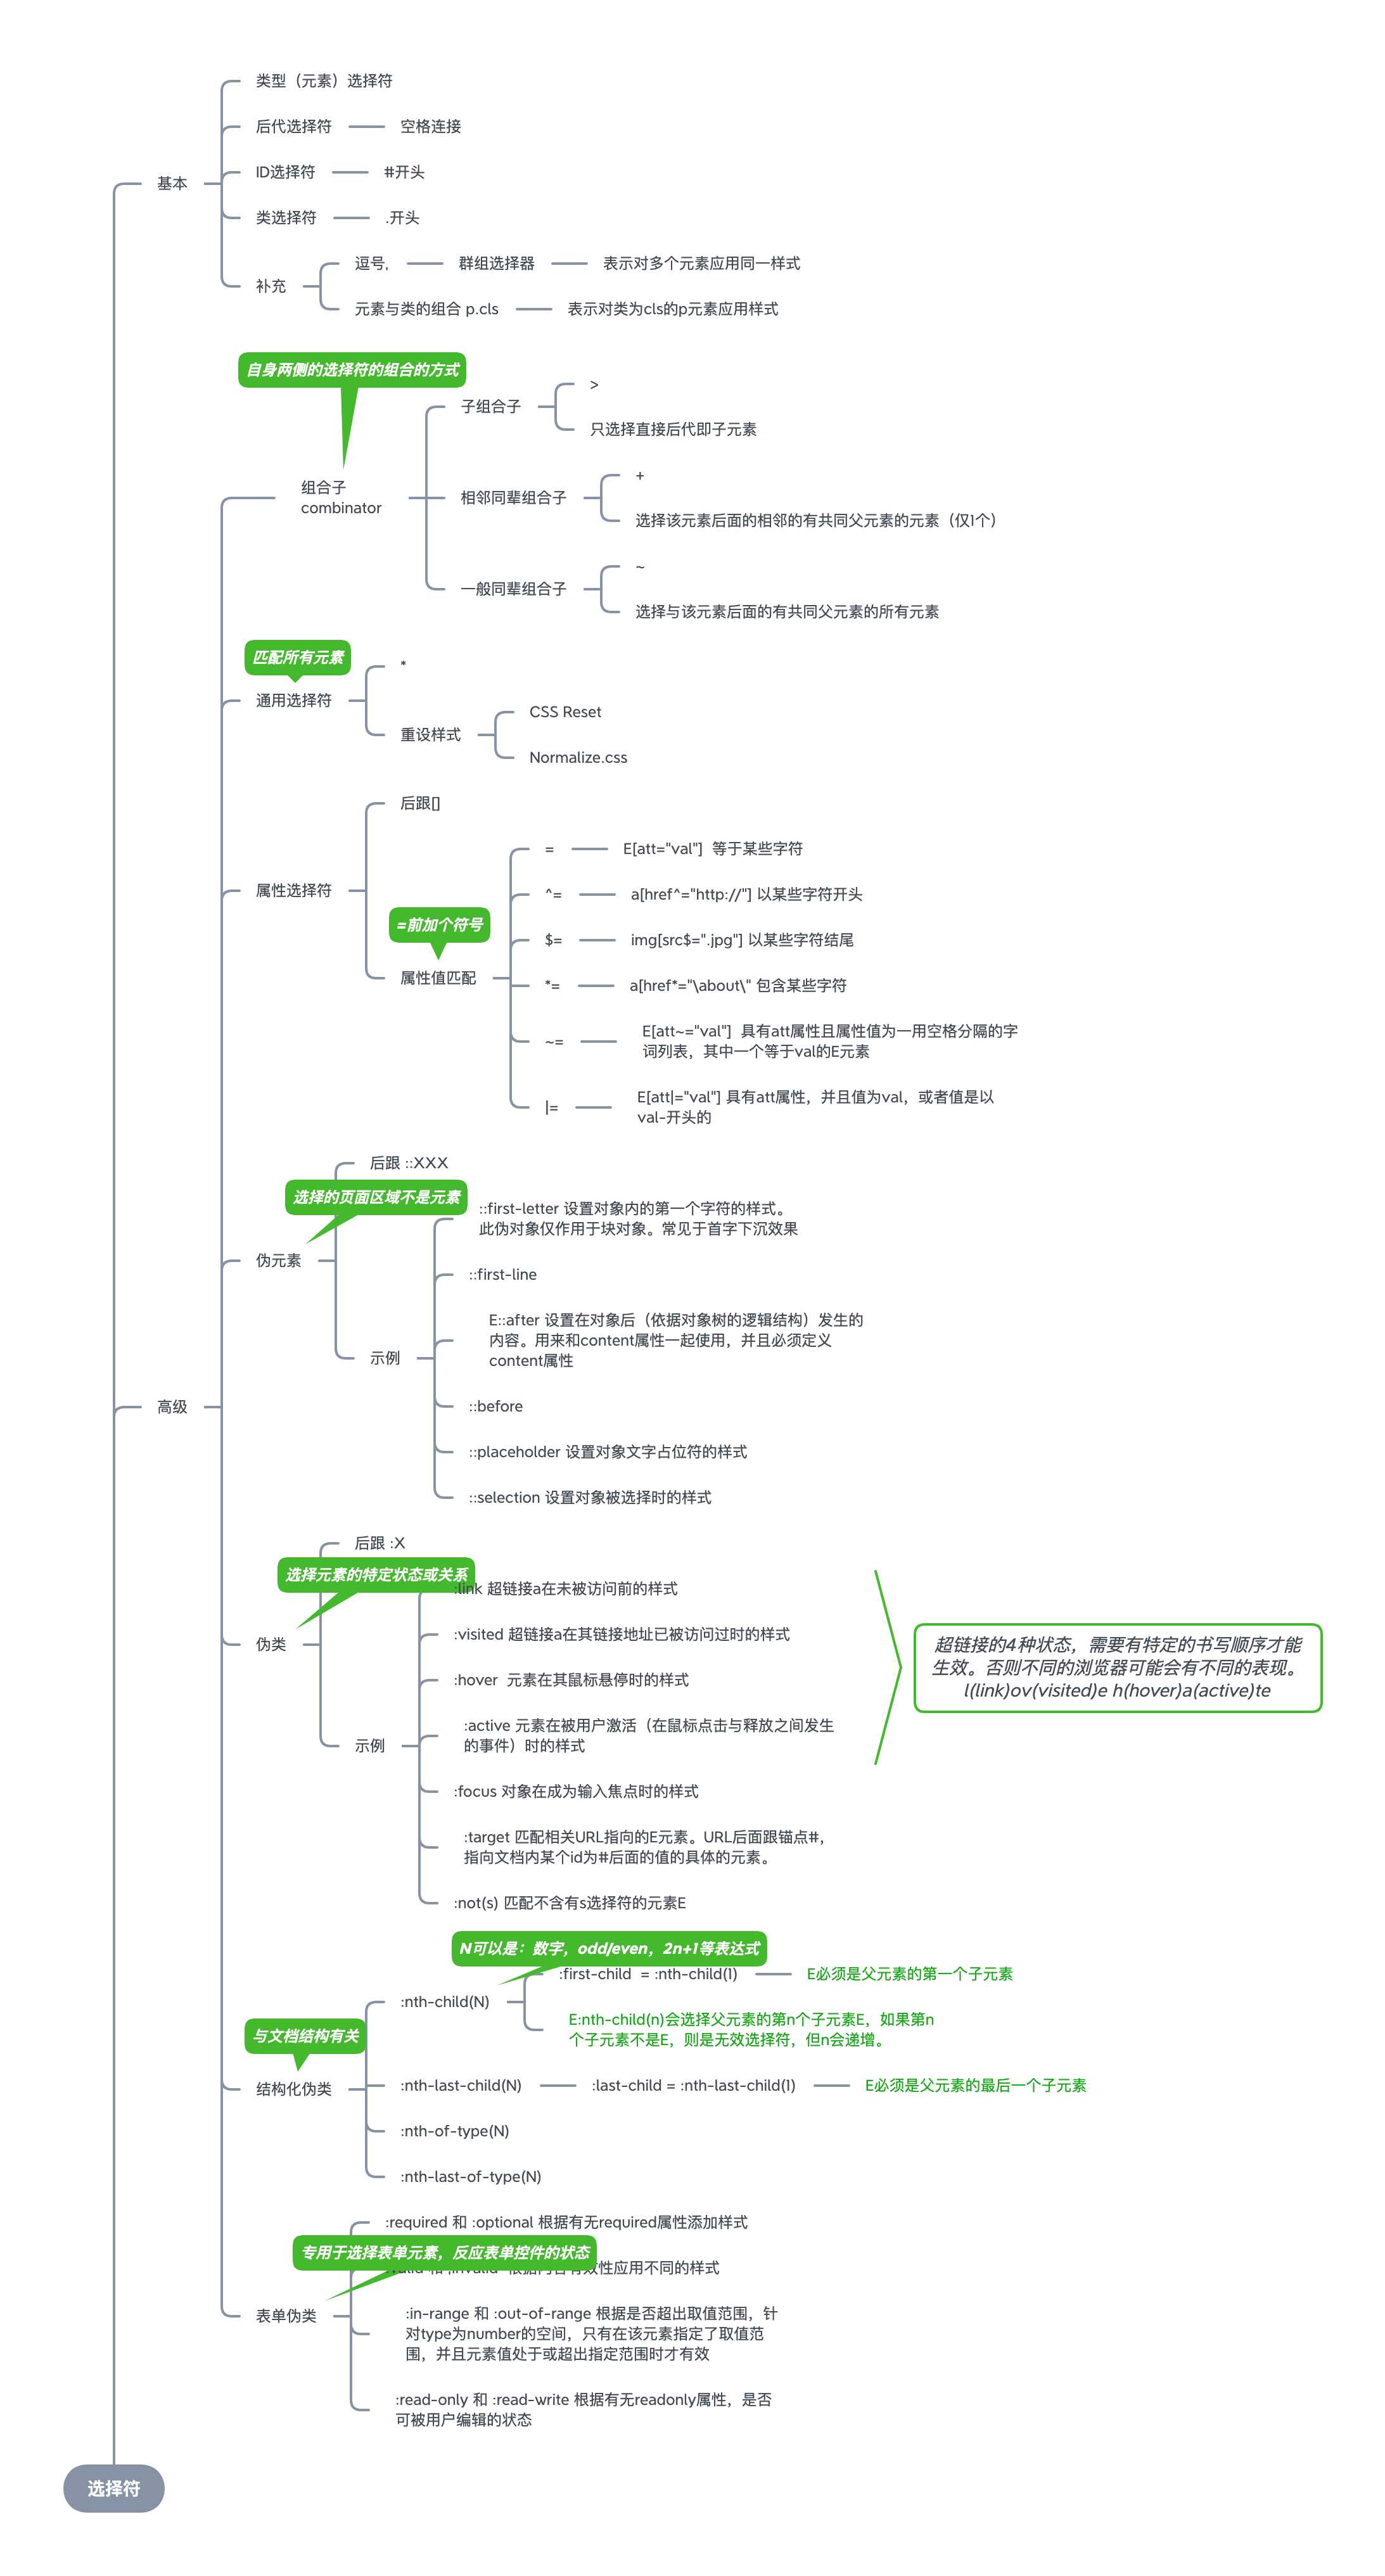 类型（元素）选择符
后代选择符 空格连接
ID选择符 #开头
基本
类选择符 .开头
逗号, 群组选择器 表示对多个元素应用同一样式
补充
元素与类的组合 p.cls 表示对类为cls的p元素应用样式
自身两侧的选择符的组合的方式
>
子组合子
只选择直接后代即子元素
+
组合子
combinator
相邻同辈组合子
选择该元素后面的相邻的有共同父元素的元素（仅1个）
~
一般同辈组合子
选择与该元素后面的有共同父元素的所有元素
匹配所有元素
*
通用选择符
CSS Reset
重设样式
Normalize.css
后跟[]
= E[att="val"] 等于某些字符
属性选择符
^= a[href^="http://"] 以某些字符开头
=前加个符号
$= img[src$=".jpg"] 以某些字符结尾
属性值匹配
*= a[href*="\about\" 包含某些字符
~= E[att~="val"] 具有att属性且属性值为一用空格分隔的字
词列表，其中一个等于val的E元素
|= E[att|="val"] 具有att属性，并且值为val，或者值是以
val-开头的
后跟 ::XXX
选择的页面区域不是元素
::first-letter 设置对象内的第一个字符的样式。
此伪对象仅作用于块对象。常见于首字下沉效果
伪元素
::first-line
E::after 设置在对象后（依据对象树的逻辑结构）发生的
内容。用来和content属性一起使用，并且必须定义
content属性
示例
::before
高级
::placeholder 设置对象文字占位符的样式
::selection 设置对象被选择时的样式
后跟 :X
选择元素的特定状态或关系
:link 超链接a在未被访问前的样式
:visited 超链接a在其链接地址已被访问过时的样式
伪类
超链接的4种状态，需要有特定的书写顺序才能
生效。否则不同的浏览器可能会有不同的表现。
l(link)ov(visited)e h(hover)a(active)te
:hover 元素在其鼠标悬停时的样式
:active 元素在被用户激活（在鼠标点击与释放之间发生
的事件）时的样式
示例
:focus 对象在成为输入焦点时的样式
:target 匹配相关URL指向的E元素。URL后面跟锚点#，
指向文档内某个id为#后面的值的具体的元素。
:not(s) 匹配不含有s选择符的元素E
N可以是：数字，odd/even，2n+1等表达式
:first-child = :nth-child(1) E必须是父元素的第一个子元素
:nth-child(N)
E:nth-child(n)会选择父元素的第n个子元素E，如果第n
个子元素不是E，则是无效选择符，但n会递增。
与文档结构有关
结构化伪类
:nth-last-child(N) :last-child = :nth-last-child(1) E必须是父元素的最后一个子元素
:nth-of-type(N)
:nth-last-of-type(N)
:required 和 :optional 根据有无required属性添加样式
专用于选择表单元素，反应表单控件的状态
效性应用不同的样式
表单伪类
:in-range 和 :out-of-range 根据是否超出取值范围，针
对type为number的空间，只有在该元素指定了取值范
围，并且元素值处于或超出指定范围时才有效
:read-only 和 :read-write 根据有无readonly属性，是否
可被用户编辑的状态
选择符